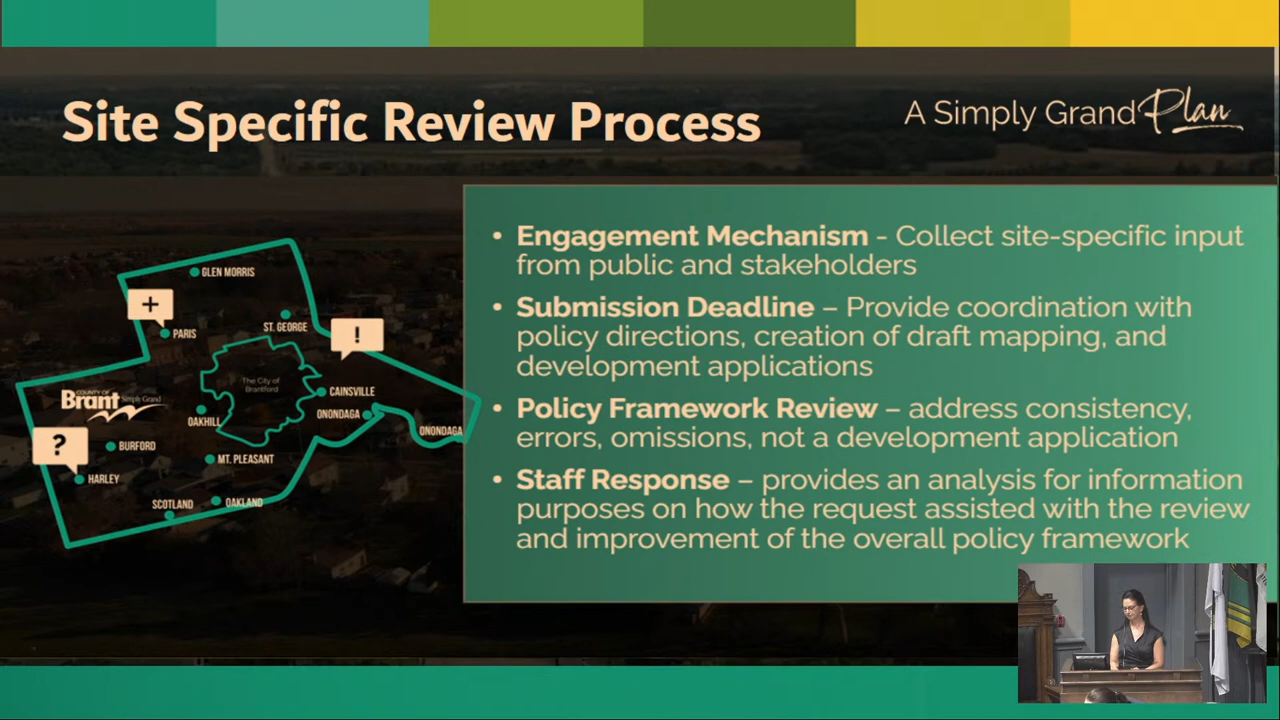 Site Specific Review Process
A Simply Grand Plan
• Engagement Mechanism - Collect site-specific input
from public and stakeholders
• Submission Deadline – Provide coordination with
policy directions, creation of draft mapping, and
development applications
• Policy Framework Review – address consistency,
errors, omissions, not a development application
• Staff Response – provides an analysis for information
purposes on how the request assisted with the review
and improvement of the overall policy framework
GLEN MORRIS
+
PARIS
ST. GEORGE
!
The City of
Brantford
CAINSVILLE
COUNTY OF
Brant Simply Grand
ONONDAGA
OAKHILL
ONONDAGA
?
BURFORD
MT. PLEASANT
HARLEY
SCOTLAND
OAKLAND